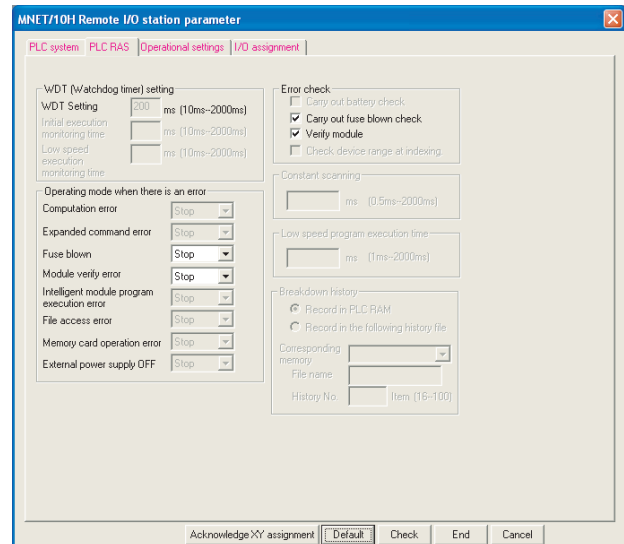 MNET/10H Remote I/O station parameter
PLC system PLC RAS Operational settings I/O assignment
WDT (Watchdog timer) setting
WDT Setting 200 ms (10ms--2000ms)
Initial execution
monitoring time ms (10ms--2000ms)
Low speed
execution
monitoring time ms (10ms--2000ms)
Operating mode when there is an error
Computation error Stop
Expanded command error Stop
Fuse blown Stop
Module verify error Stop
Intelligent module program
execution error Stop
File access error Stop
Memory card operation error Stop
External power supply OFF Stop
Error check
Carry out battery check
Carry out fuse blown check
Verify module
Check device range at indexing
Constant scanning
ms (0.5ms--2000ms)
Low speed program execution time
ms (1ms--2000ms)
Breakdown history
Record in PLC RAM
Record in the following history file
Corresponding
memory
File name
History No. Item (16--100)
Acknowledge XY assignment Default Check End Cancel